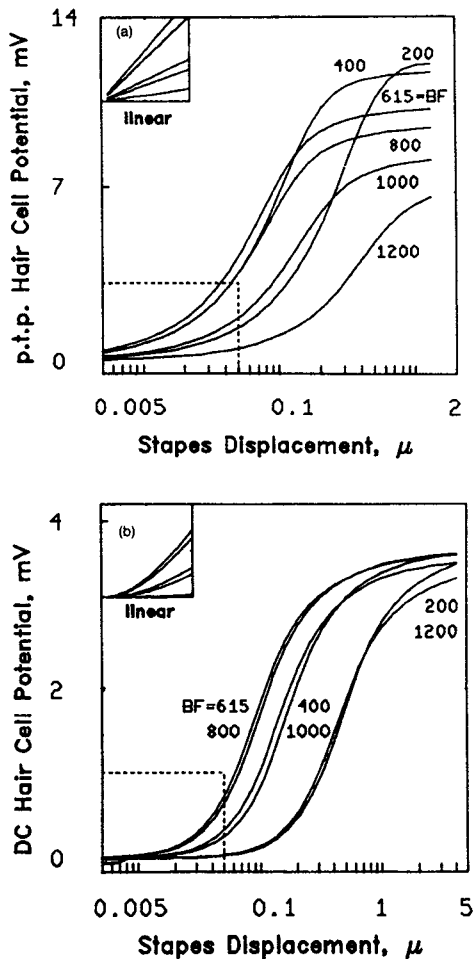 14
(a)
linear
200
400
615=BF
800
1000
1200
7
0
p.t.p. Hair Cell Potential, mV
0.005
0.1
2
Stapes Displacement, μ
4
(b)
linear
200
1200
BF=615
800
400
1000
2
0
DC Hair Cell Potential, mV
0.005
0.1
1
5
Stapes Displacement, μ